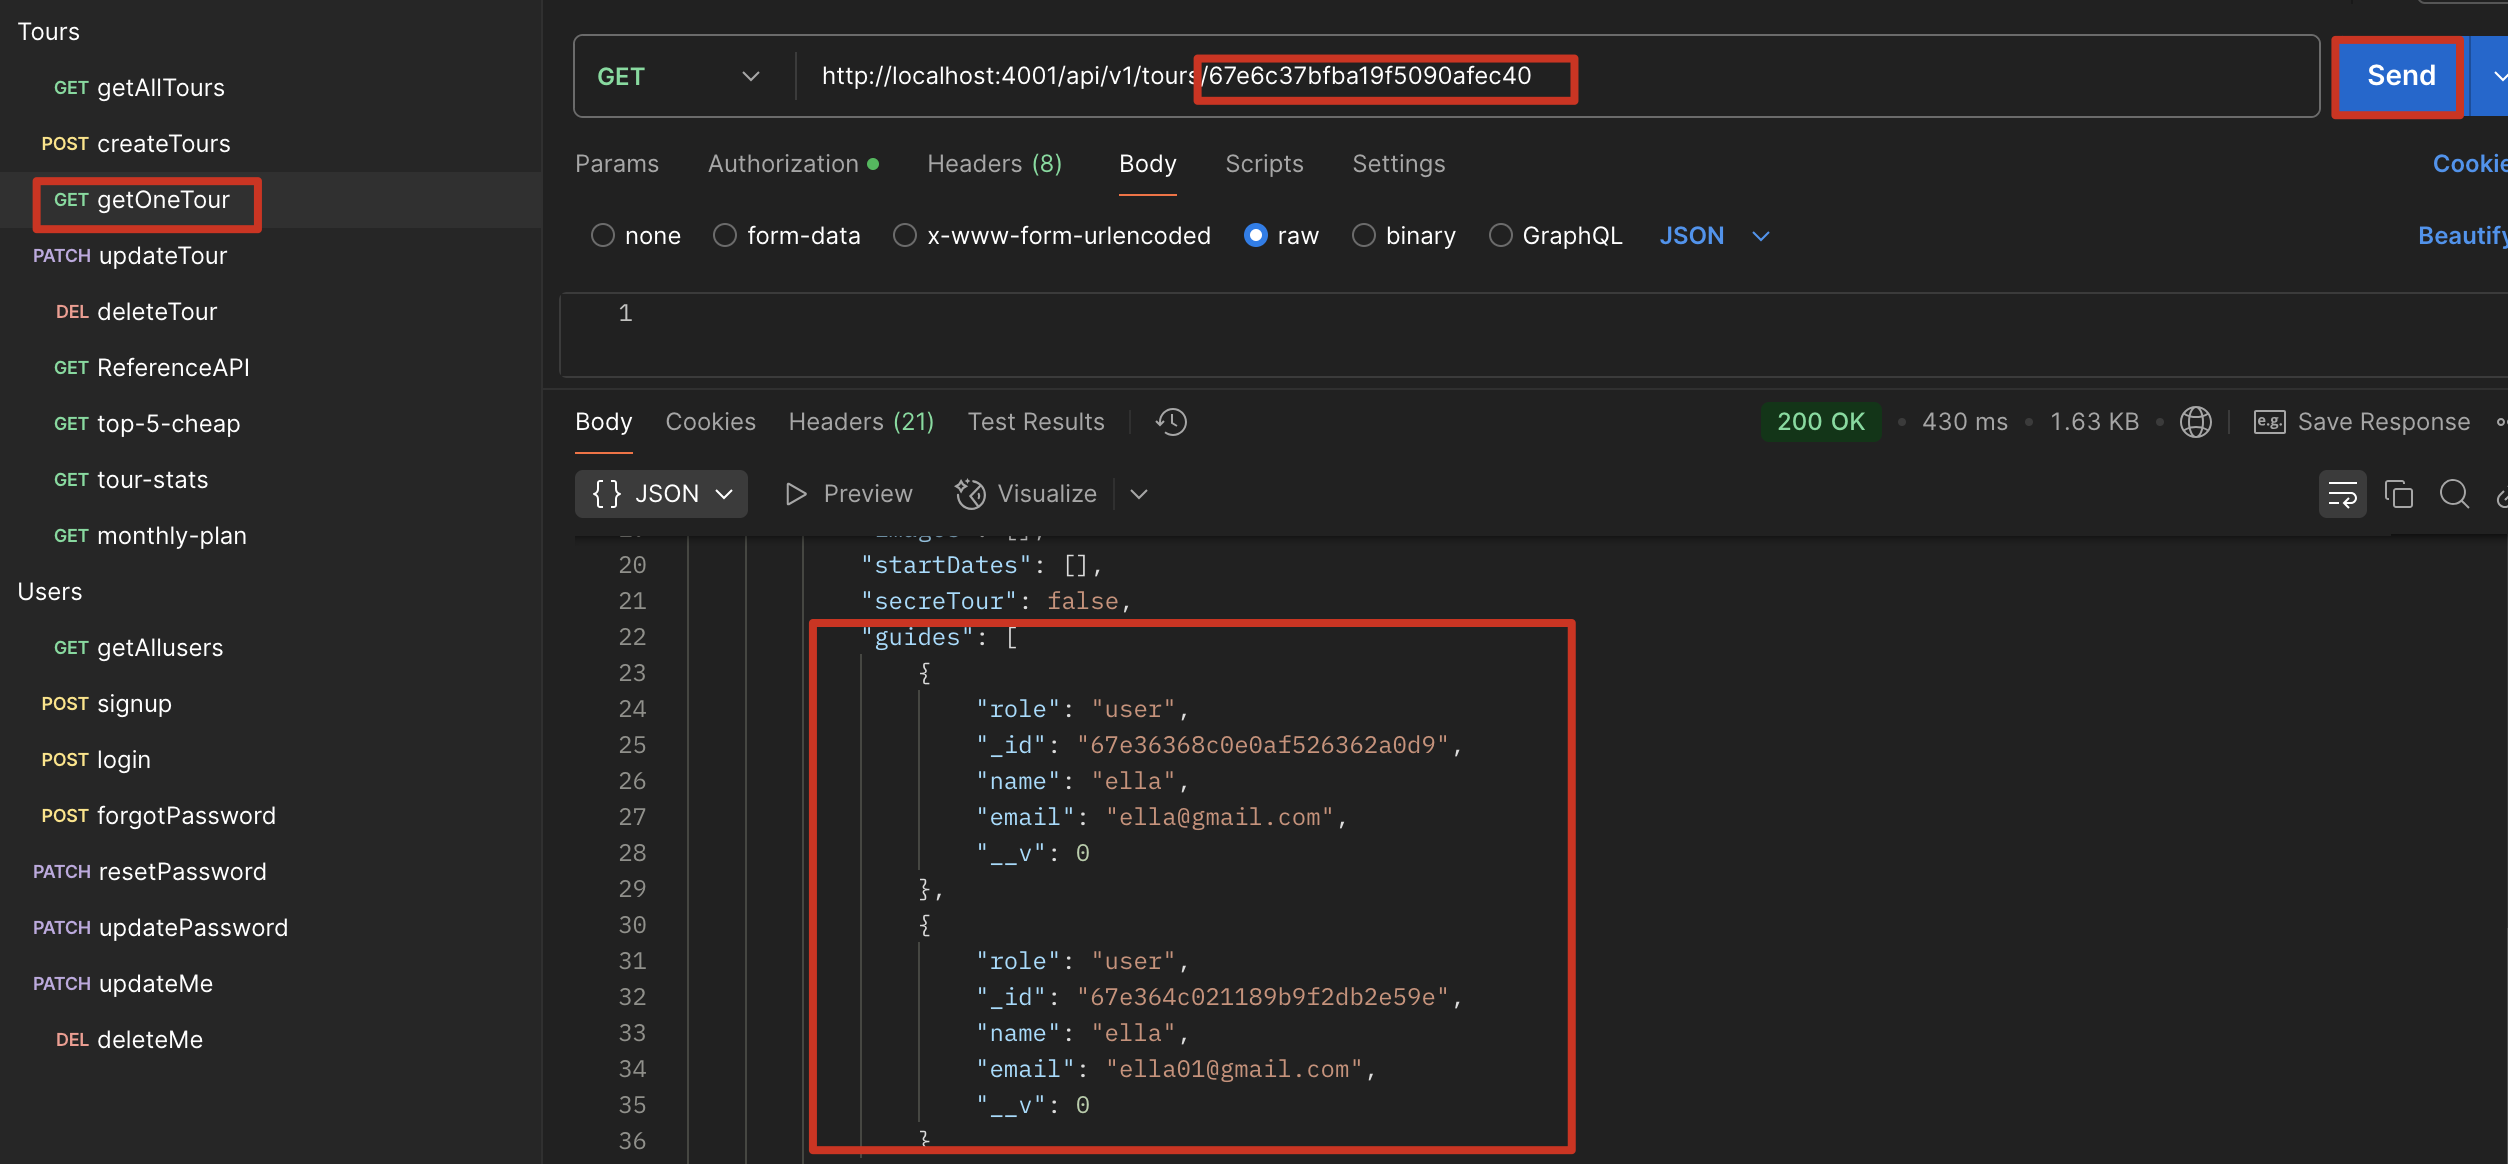 Tours
GET getAllTours
POST createTours
GET getOneTour
PATCH updateTour
DEL deleteTour
GET ReferenceAPI
GET top-5-cheap
GET tour-stats
GET monthly-plan
Users
GET getAllusers
POST signup
POST login
POST forgotPassword
PATCH resetPassword
PATCH updatePassword
PATCH updateMe
DEL deleteMe
GET http://localhost:4001/api/v1/tours/67e6c37bfba19f5090afec40 Send
Params Authorization Headers (8) Body Scripts Settings Cookie
none form-data x-www-form-urlencoded raw binary GraphQL JSON Beautify
1
Body Cookies Headers (21) Test Results 200 OK • 430 ms • 1.63 KB • e.g. Save Response
{} JSON Preview Visualize
20 "startDates": [],
21 "secreTour": false,
22 "guides": [
23 {
24 "role": "user",
25 "_id": "67e36368c0e0af526362a0d9",
26 "name": "ella",
27 "email": "ella@gmail.com",
28 "__v": 0
29 },
30 {
31 "role": "user",
32 "_id": "67e364c021189b9f2db2e59e",
33 "name": "ella",
34 "email": "ella01@gmail.com",
35 "__v": 0
36 }